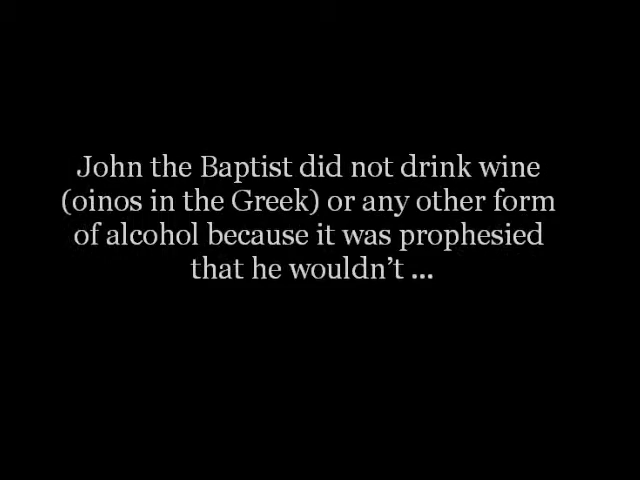 John the Baptist did not drink wine
(oinos in the Greek) or any other form
of alcohol because it was prophesied
that he wouldn’t ...